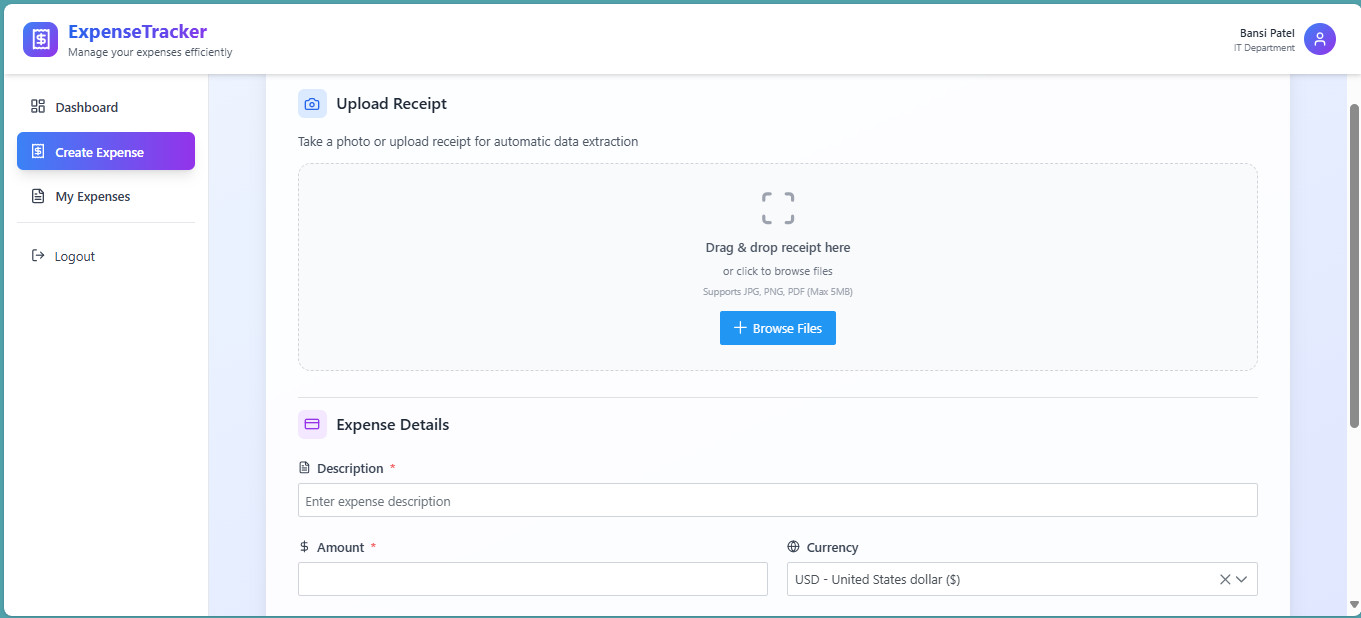 ExpenseTracker
Manage your expenses efficiently
Bansi Patel
IT Department
Dashboard
Create Expense
My Expenses
Logout
Upload Receipt
Take a photo or upload receipt for automatic data extraction
Drag & drop receipt here
or click to browse files
Supports JPG, PNG, PDF (Max 5MB)
Browse Files
Expense Details
Description *
Enter expense description
$ Amount *
Currency
USD - United States dollar ($)